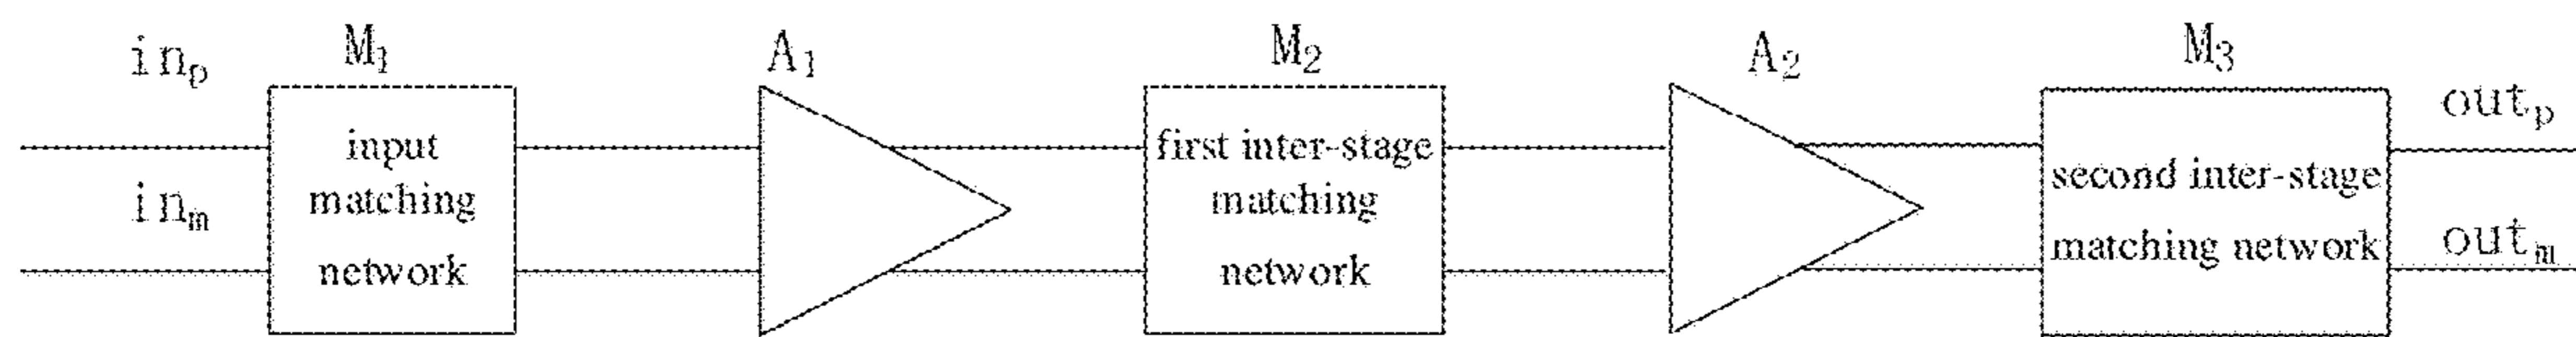 in_p
M_1
A_1
M_2
A_2
M_3
out_p
input
matching
network
first inter-stage
matching
network
second inter-stage
matching network
in_m
out_m